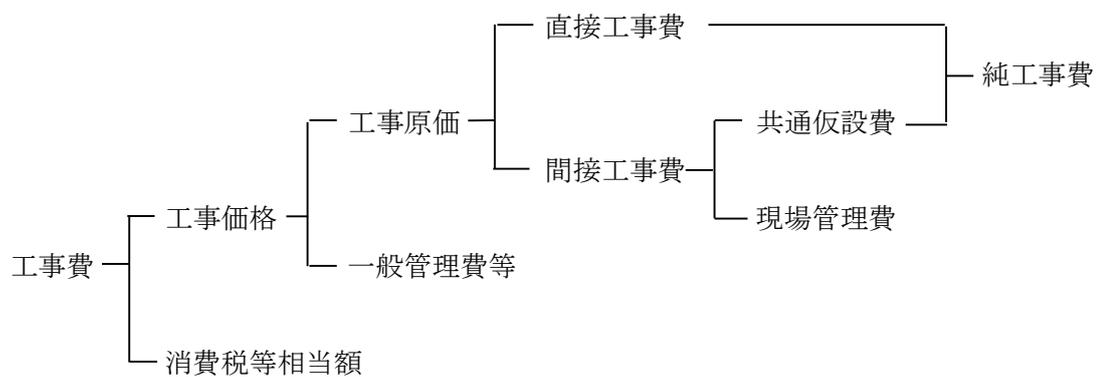 直接工事費
純工事費
工事原価
共通仮設費
間接工事費
工事価格
現場管理費
工事費
一般管理費等
消費税等相当額